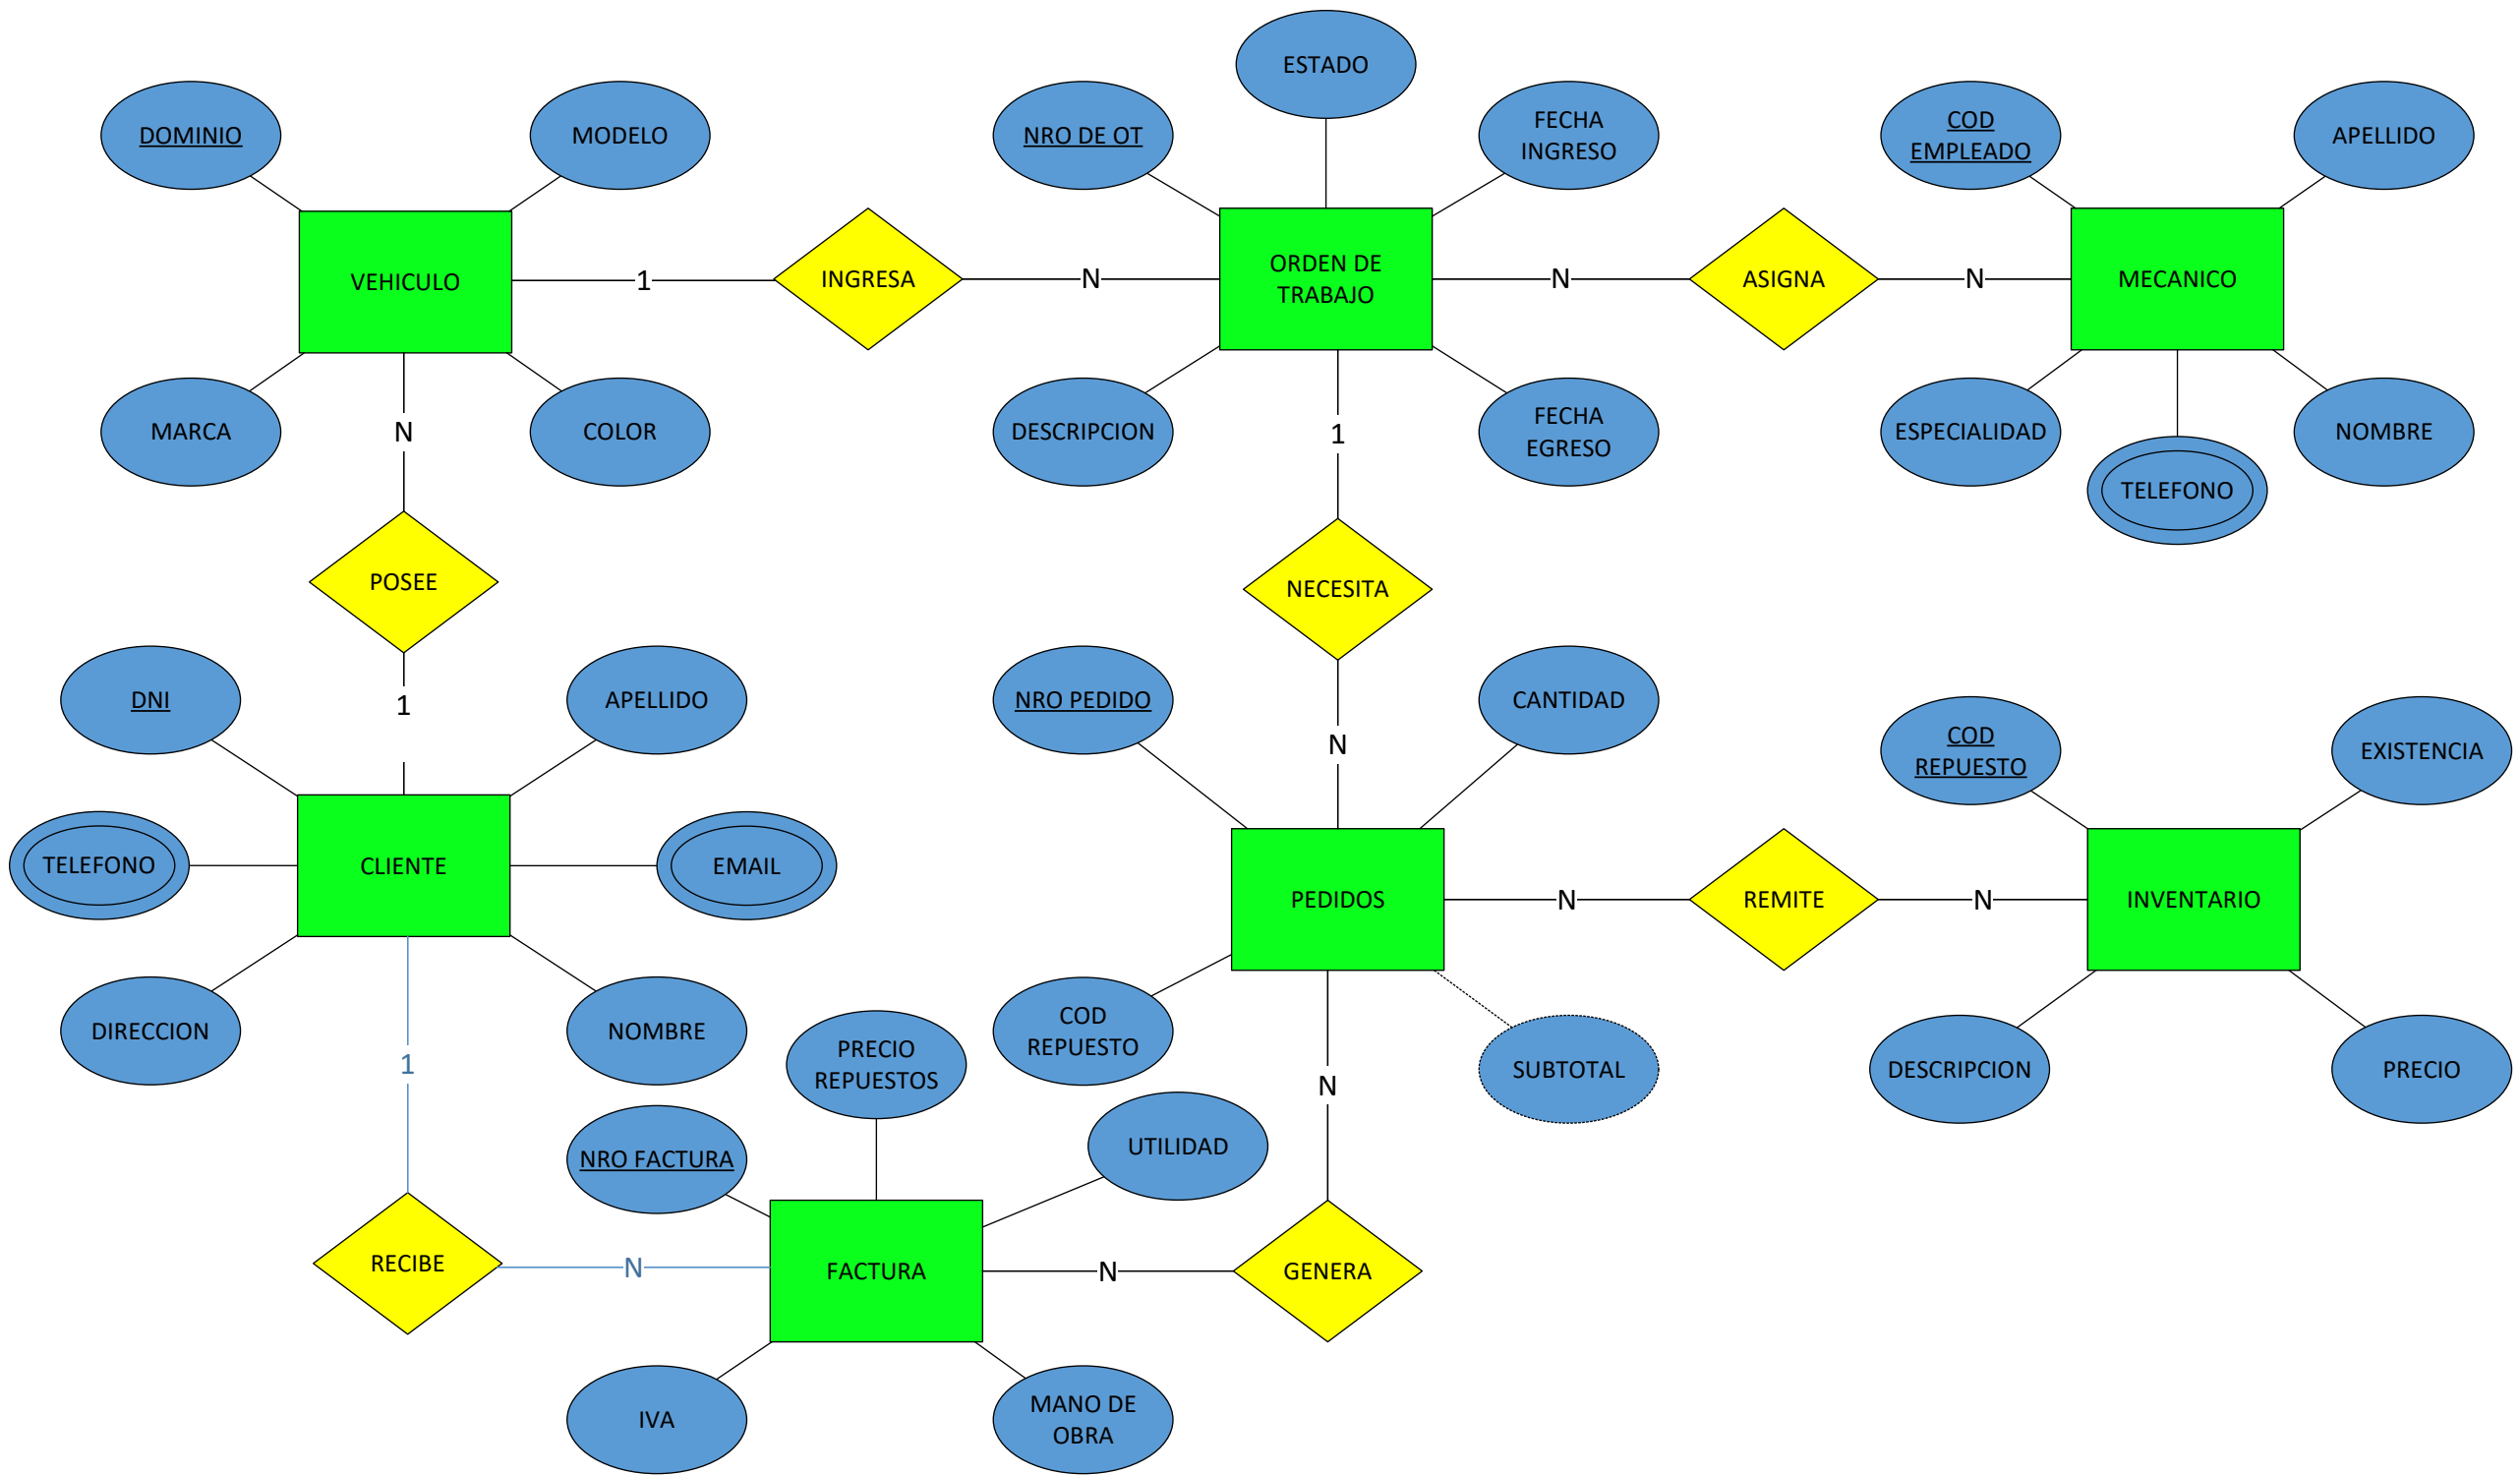 ESTADO
DOMINIO
MODELO
NRO DE OT
FECHA
INGRESO
COD
EMPLEADO
APELLIDO
VEHICULO
1
INGRESA
N
ORDEN DE
TRABAJO
N
ASIGNA
N
MECANICO
MARCA
N
COLOR
DESCRIPCION
1
FECHA
EGRESO
ESPECIALIDAD
TELEFONO
NOMBRE
POSEE
NECESITA
DNI
1
APELLIDO
NRO PEDIDO
N
CANTIDAD
COD
REPUESTO
EXISTENCIA
TELEFONO
CLIENTE
EMAIL
PEDIDOS
N
REMITE
N
INVENTARIO
DIRECCION
1
NOMBRE
PRECIO
REPUESTOS
COD
REPUESTO
N
SUBTOTAL
DESCRIPCION
PRECIO
NRO FACTURA
UTILIDAD
RECIBE
N
FACTURA
N
GENERA
IVA
MANO DE
OBRA